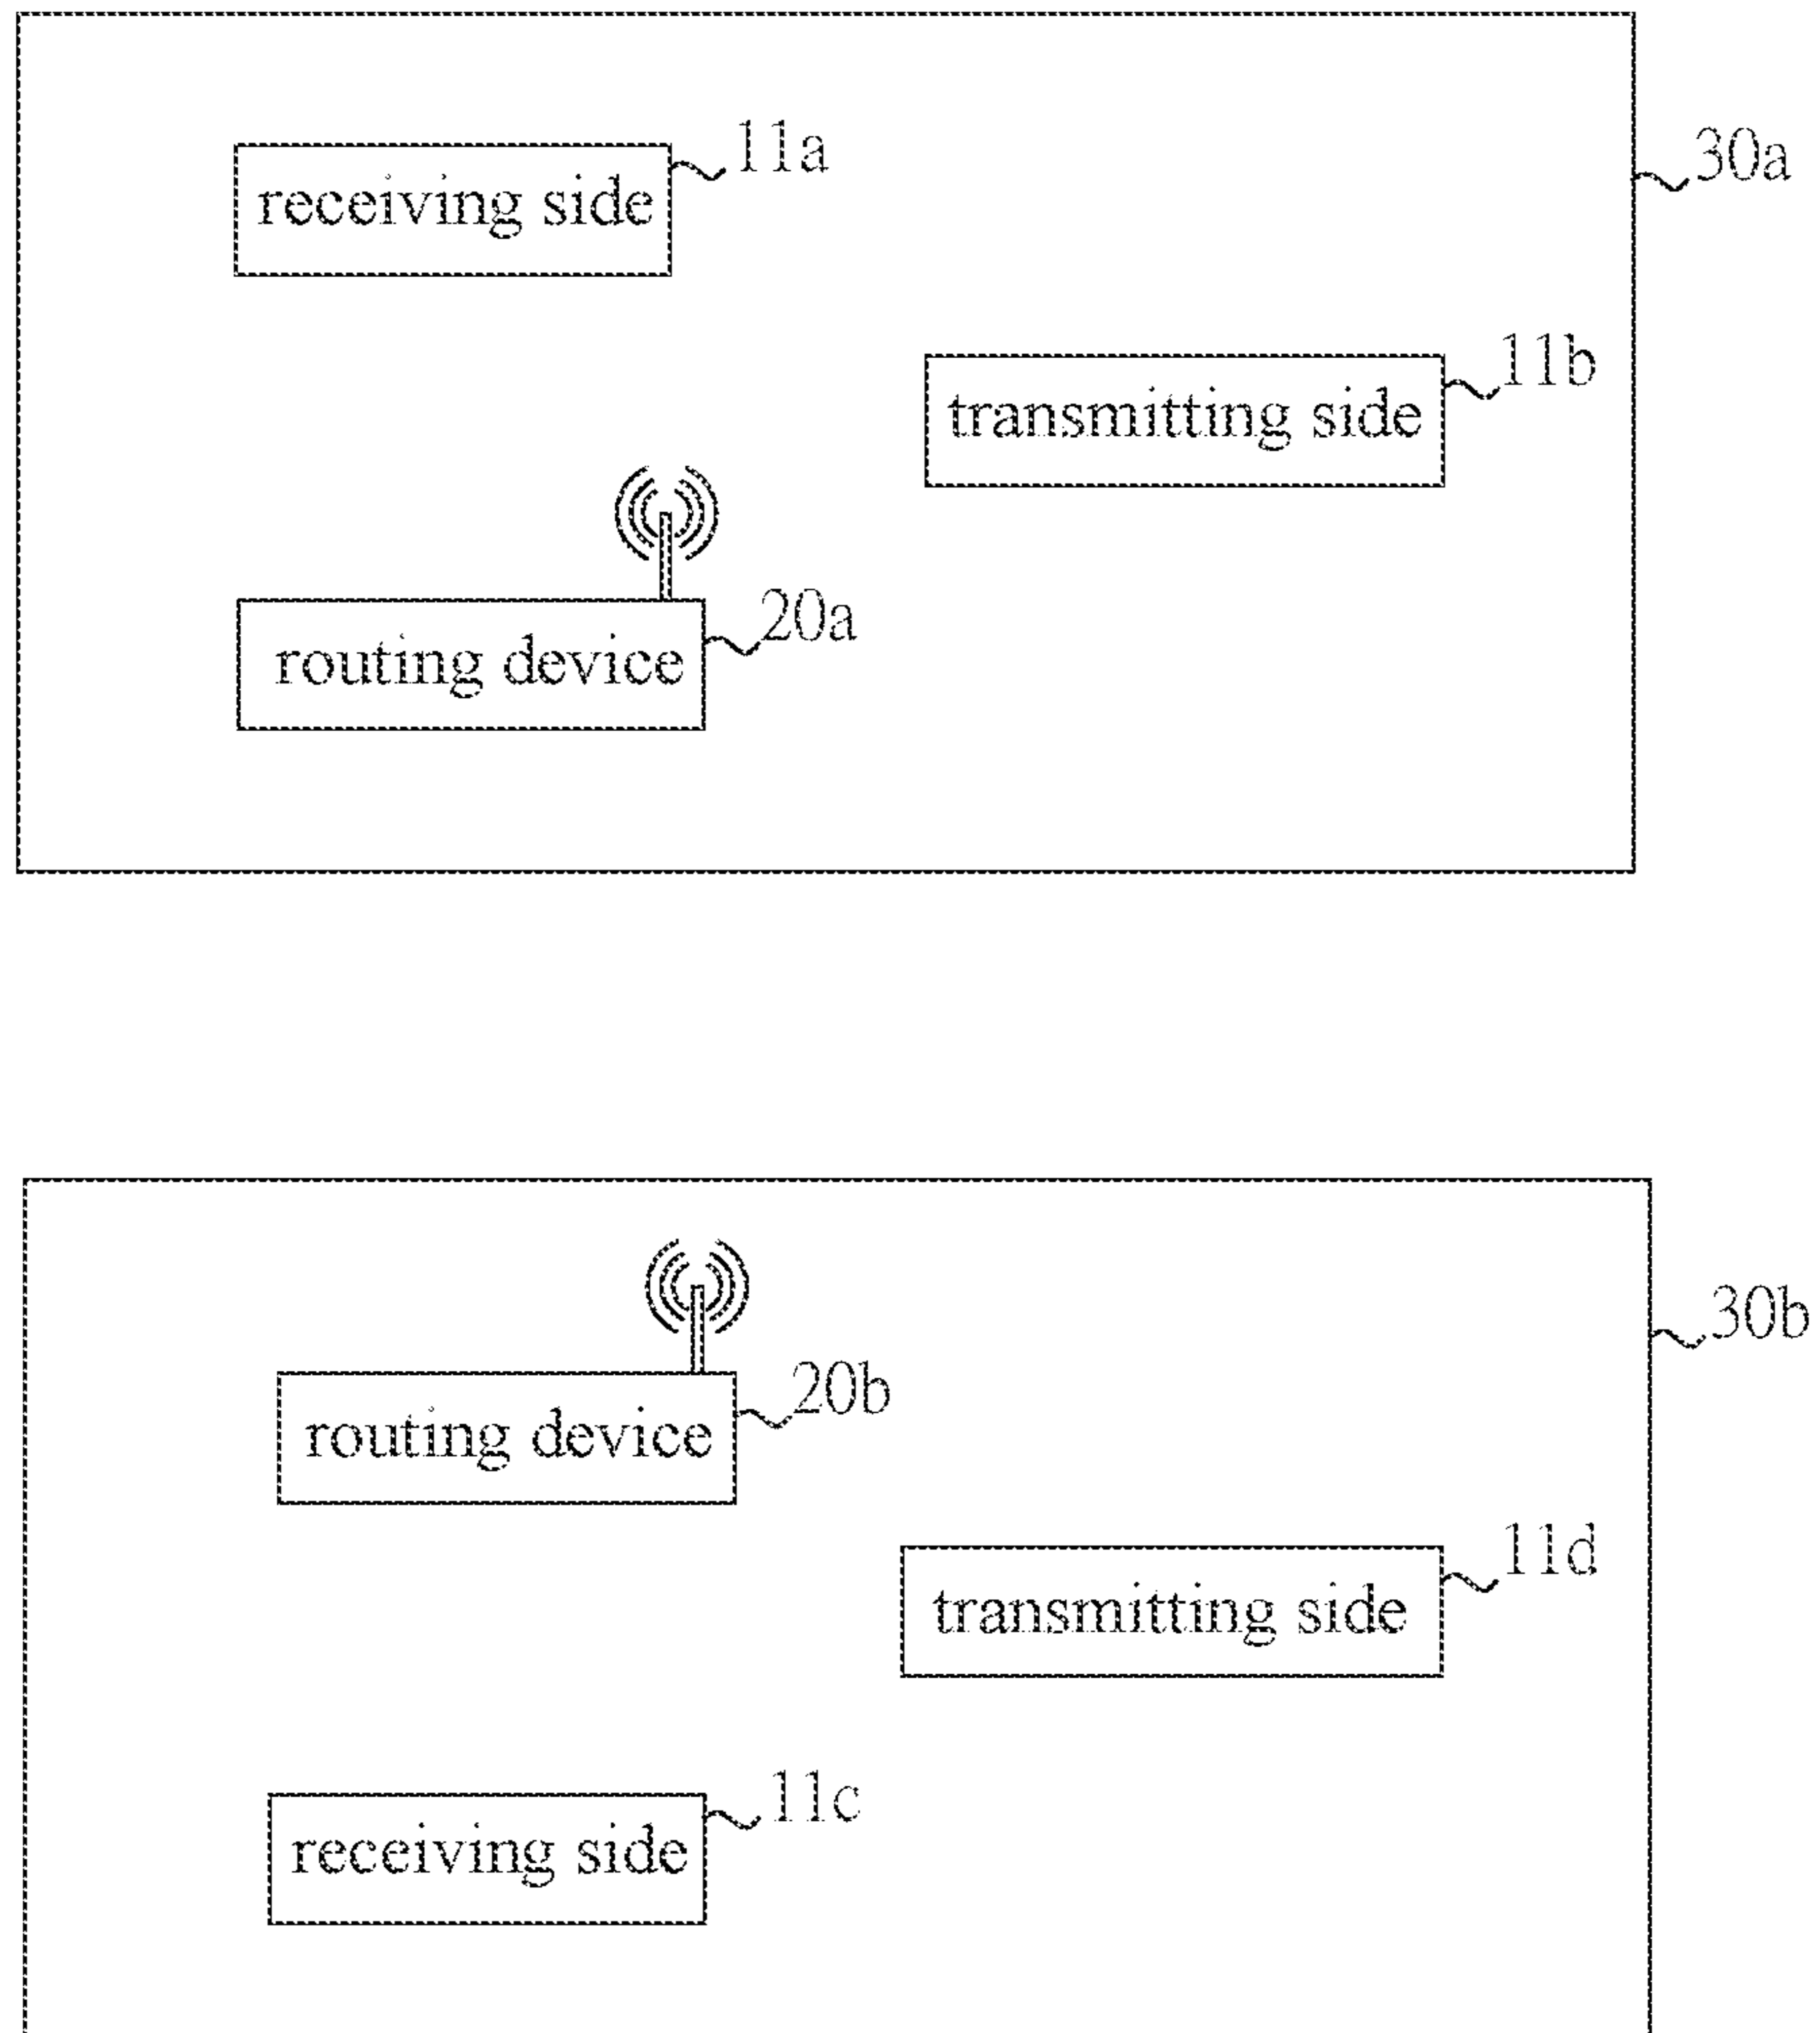 11a
receiving side
30a
11b
transmitting side
20a
routing device
30b
20b
routing device
11d
transmitting side
11c
receiving side